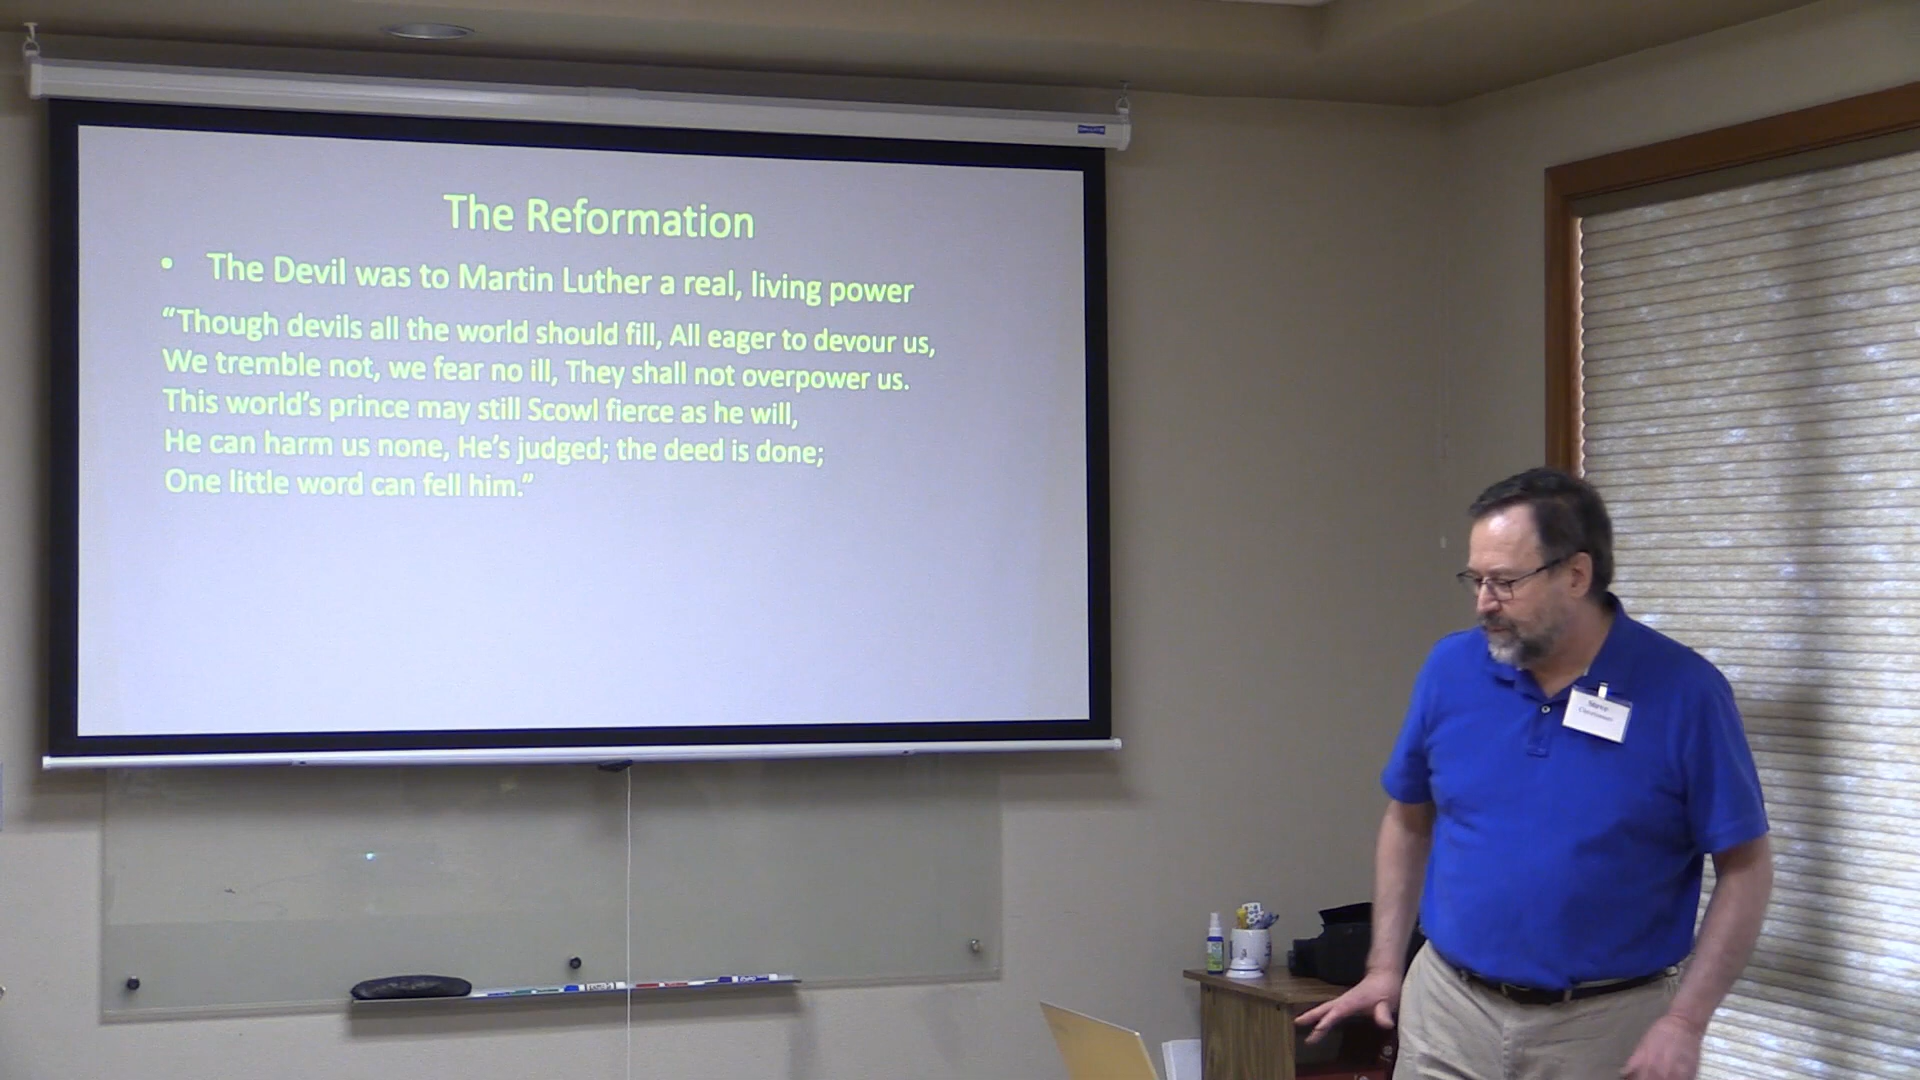 The Reformation
• The Devil was to Martin Luther a real, living power
“Though devils all the world should fill, All eager to devour us,
We tremble not, we fear no ill, They shall not overpower us.
This world’s prince may still Scowl fierce as he will,
He can harm us none, He’s judged; the deed is done;
One little word can fell him.”
Steve